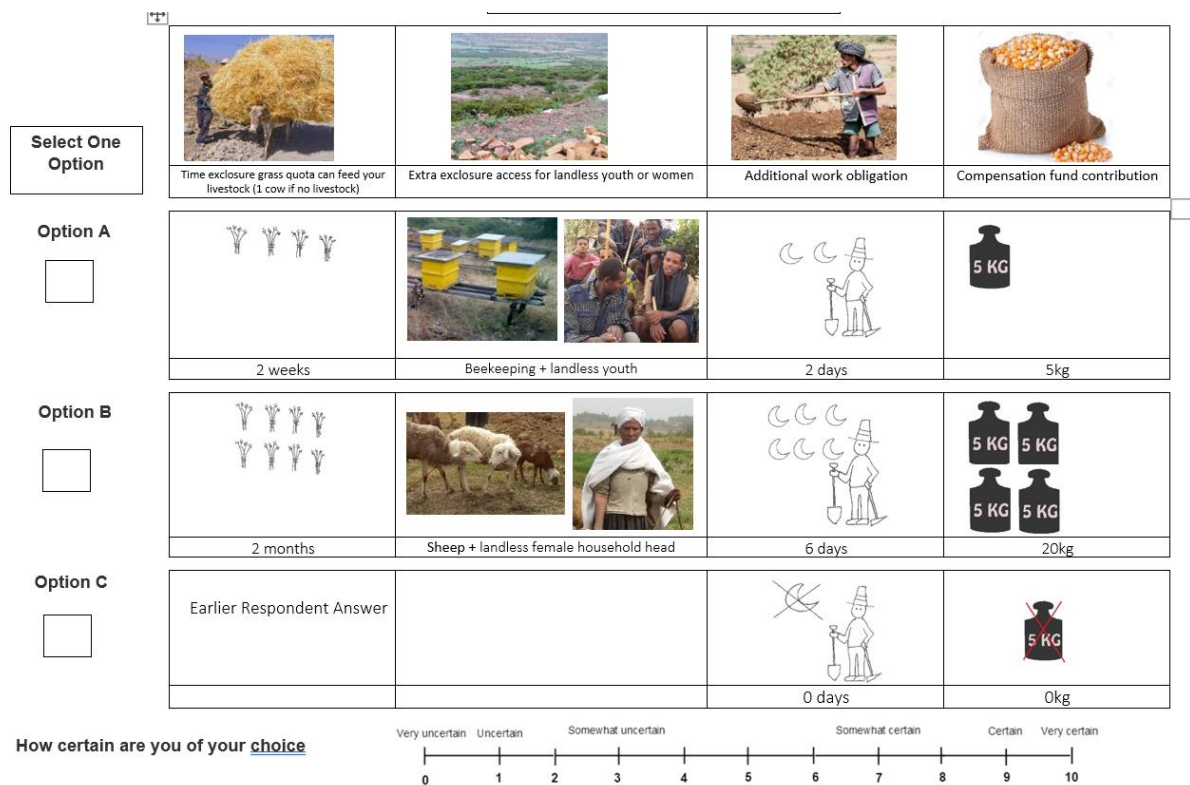 Select One
Option
Time exclosure grass quota can feed your
livestock (1 cow if no livestock)
Extra exclosure access for landless youth or women
Additional work obligation
Compensation fund contribution
Option A
5 KG
2 weeks
Beekeeping + landless youth
2 days
5kg
Option B
5 KG
5 KG
5 KG
5 KG
2 months
Sheep + landless female household head
6 days
20kg
Option C
Earlier Respondent Answer
5 KG
0 days
0kg
How certain are you of your choice
Very uncertain
Uncertain
Somewhat uncertain
Somewhat certain
Certain
Very certain
0 1 2 3 4 5 6 7 8 9 10